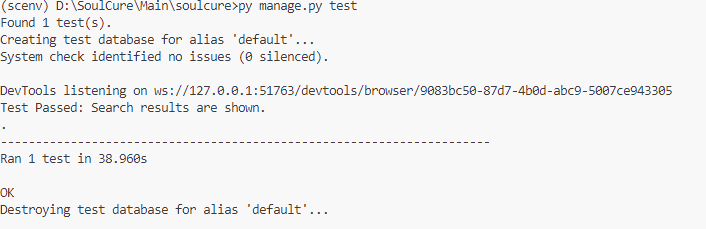 (scenv) D:\SoulCure\Main\soulcure>py manage.py test
Found 1 test(s).
Creating test database for alias 'default'...
System check identified no issues (0 silenced).
DevTools listening on ws://127.0.0.1:51763/devtools/browser/9083bc50-87d7-4b0d-abc9-5007ce943305
Test Passed: Search results are shown.
.
----------------------------------------------------------------------
Ran 1 test in 38.960s
OK
Destroying test database for alias 'default'...